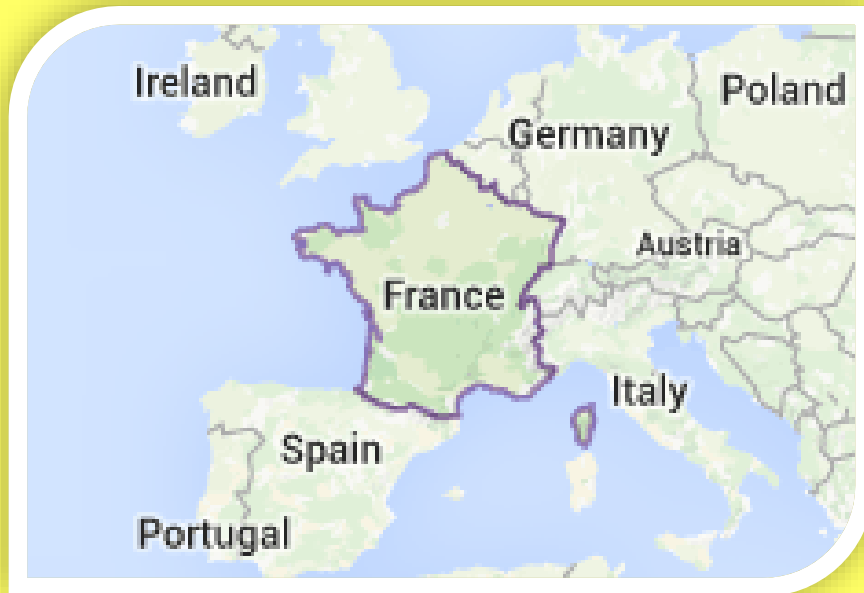 Ireland
Poland
Germany
Austria
France
Italy
Spain
Portugal